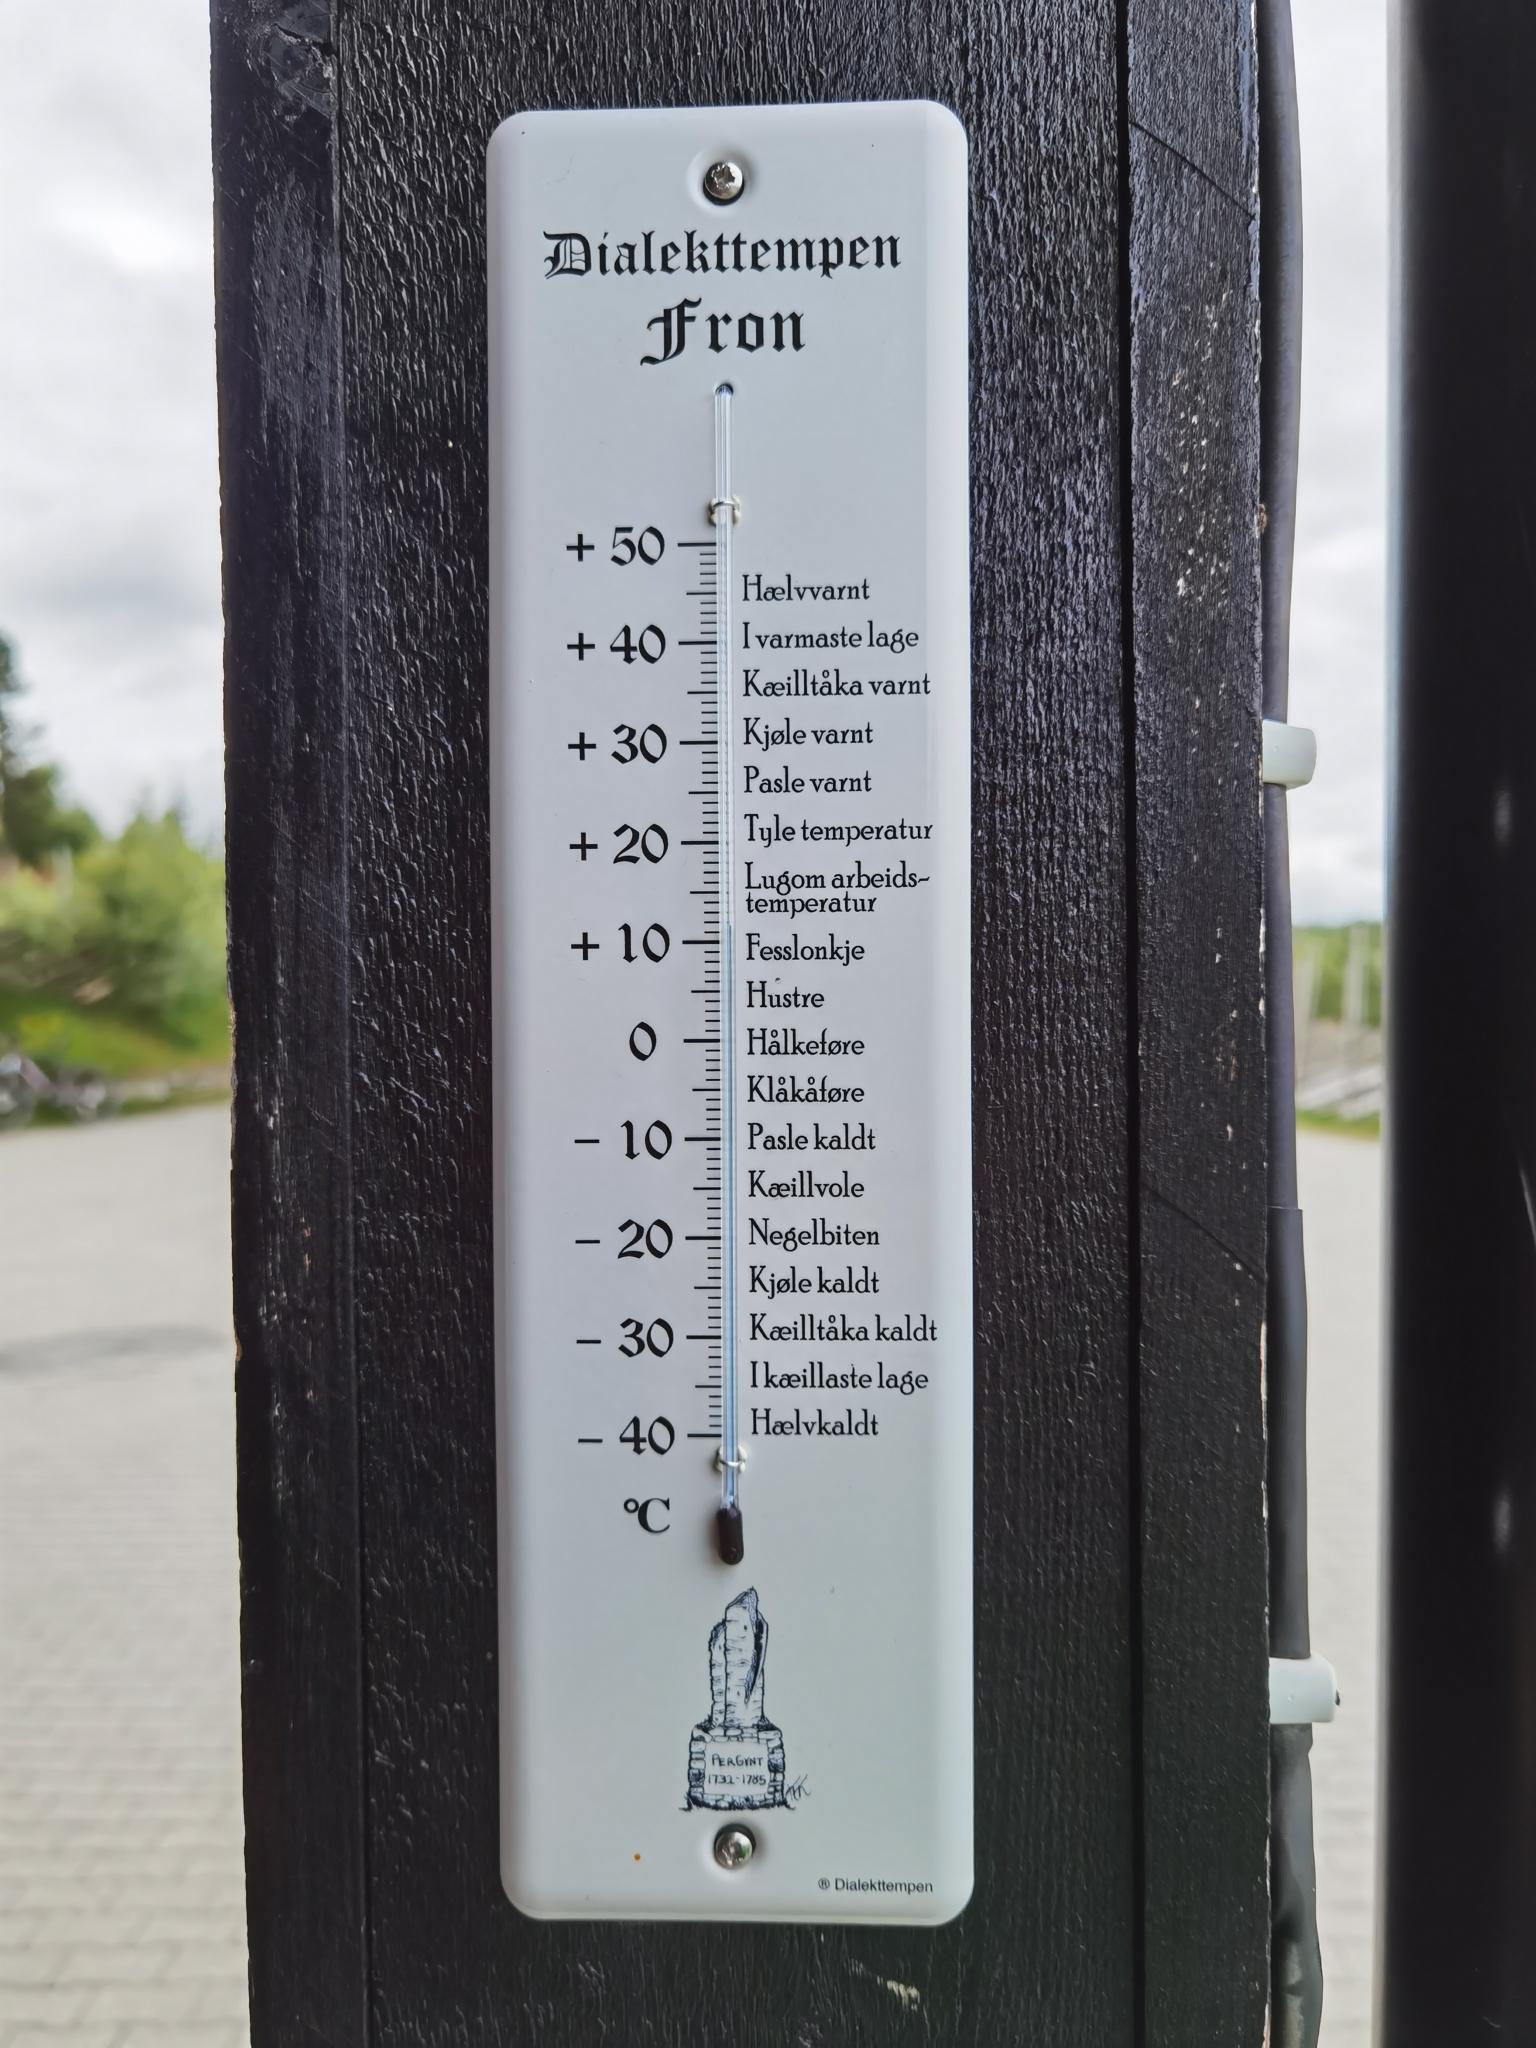 Dialekttempen
Fron
+ 50
Hælvvarnt
+ 40 I varmaste lage
Kæilltåka varnt
+ 30 Kjøle varnt
Pasle varnt
+ 20 Tyle temperatur
Lugom arbeids-
temperatur
+ 10 Fesslonkje
Hustre
0 Hålkeføre
Klåkåføre
- 10 Pasle kaldt
Kæillvole
- 20 Negelbiten
Kjøle kaldt
- 30 Kæilltåka kaldt
I kæillaste lage
- 40 Hælvkaldt
°C
PER GYNT
1732-1785
® Dialekttempen